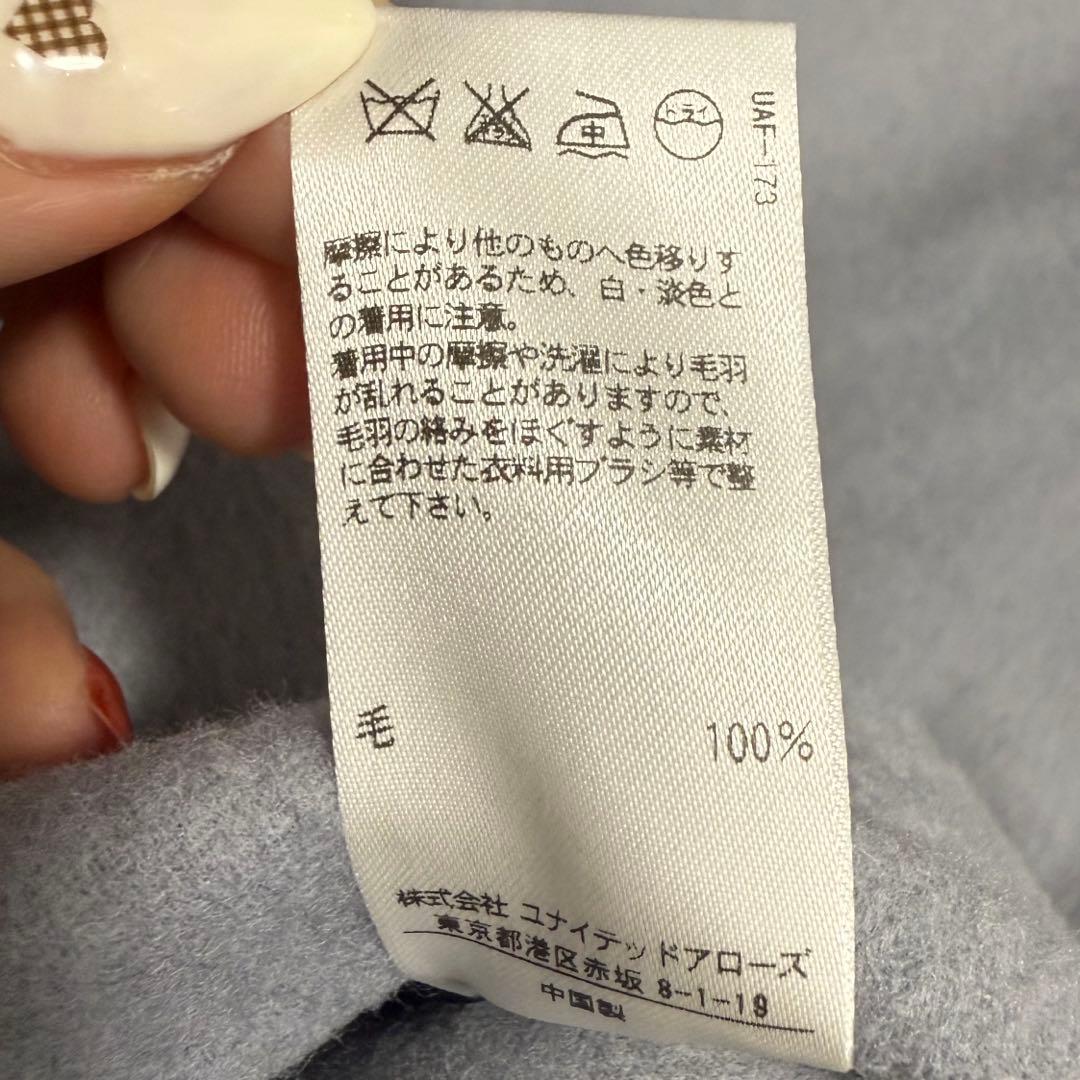 エンソ
中
ドライ
UAF-173
摩擦により他のものへ色移りす
ることがあるため、白・淡色と
の着用に注意。
着用中の摩擦や洗濯により毛羽
が乱れることがありますので、
毛羽の絡みをほぐすように素材
に合わせた衣料用ブラシ等で整
えて下さい。
毛 100%
株式会社 ユナイテッドアローズ
東京都港区赤坂 8-1-19
中国製